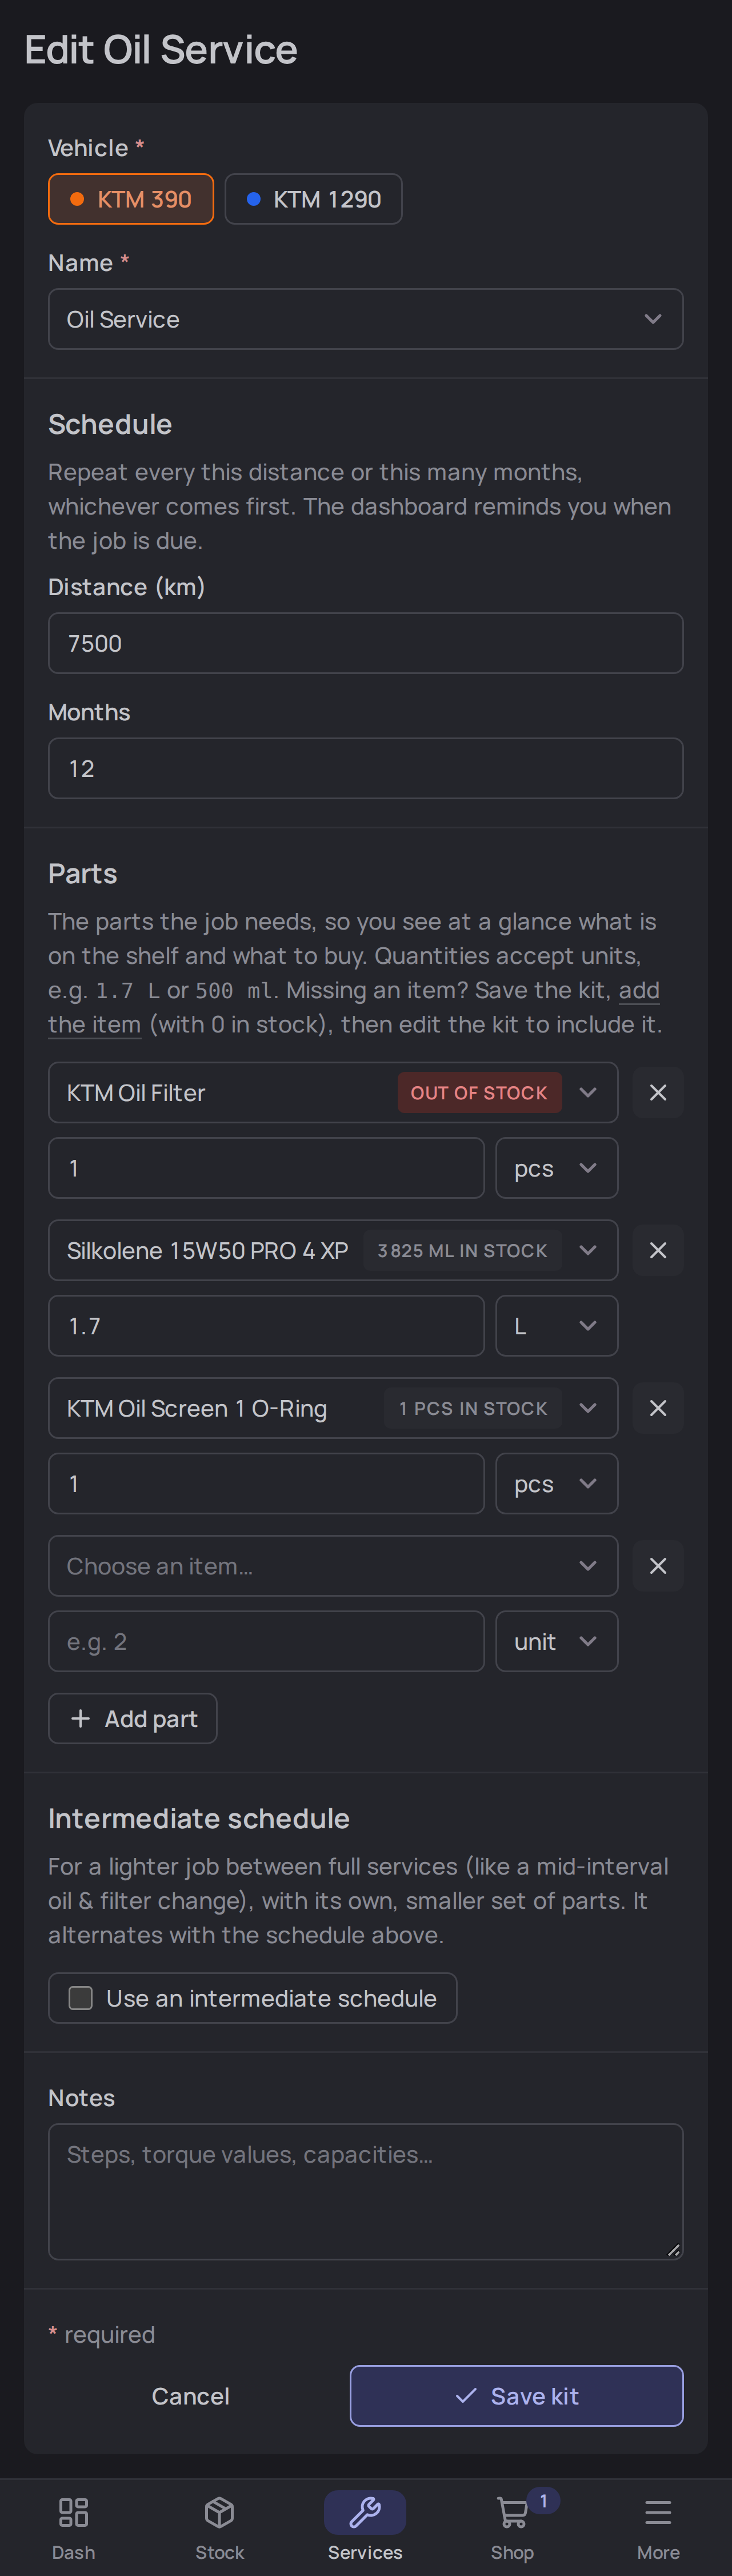 Edit Oil Service
Vehicle *
KTM 390
KTM 1290
Name *
Oil Service
Schedule
Repeat every this distance or this many months,
whichever comes first. The dashboard reminds you when
the job is due.
Distance (km)
7500
Months
12
Parts
The parts the job needs, so you see at a glance what is
on the shelf and what to buy. Quantities accept units,
e.g. 1.7 L or 500 ml. Missing an item? Save the kit, add
the item (with 0 in stock), then edit the kit to include it.
KTM Oil Filter OUT OF STOCK
1 pcs
Silkolene 15W50 PRO 4 XP 3 825 ML IN STOCK
1.7 L
KTM Oil Screen 1 O-Ring 1 PCS IN STOCK
1 pcs
Choose an item...
e.g. 2 unit
Add part
Intermediate schedule
For a lighter job between full services (like a mid-interval
oil & filter change), with its own, smaller set of parts. It
alternates with the schedule above.
Use an intermediate schedule
Notes
Steps, torque values, capacities...
* required
Cancel Save kit
1
Dash Stock Services Shop More